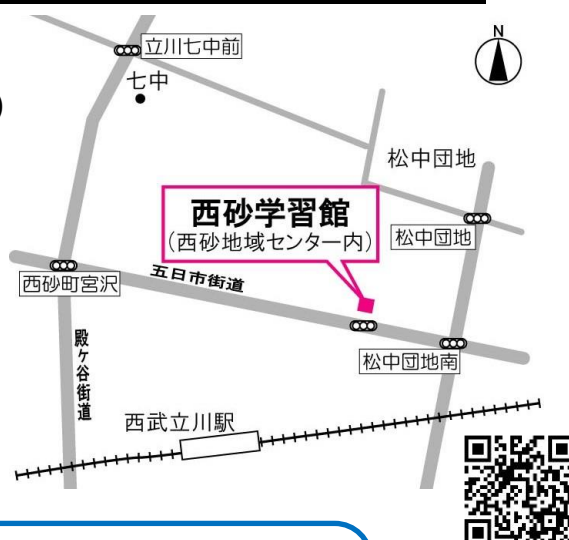 N
立川七中前
七中
松中団地
西砂学習館
(西砂地域センター内)
松中団地
五日市街道
西砂町宮沢
松中団地南
殿ヶ谷街道
西武立川駅